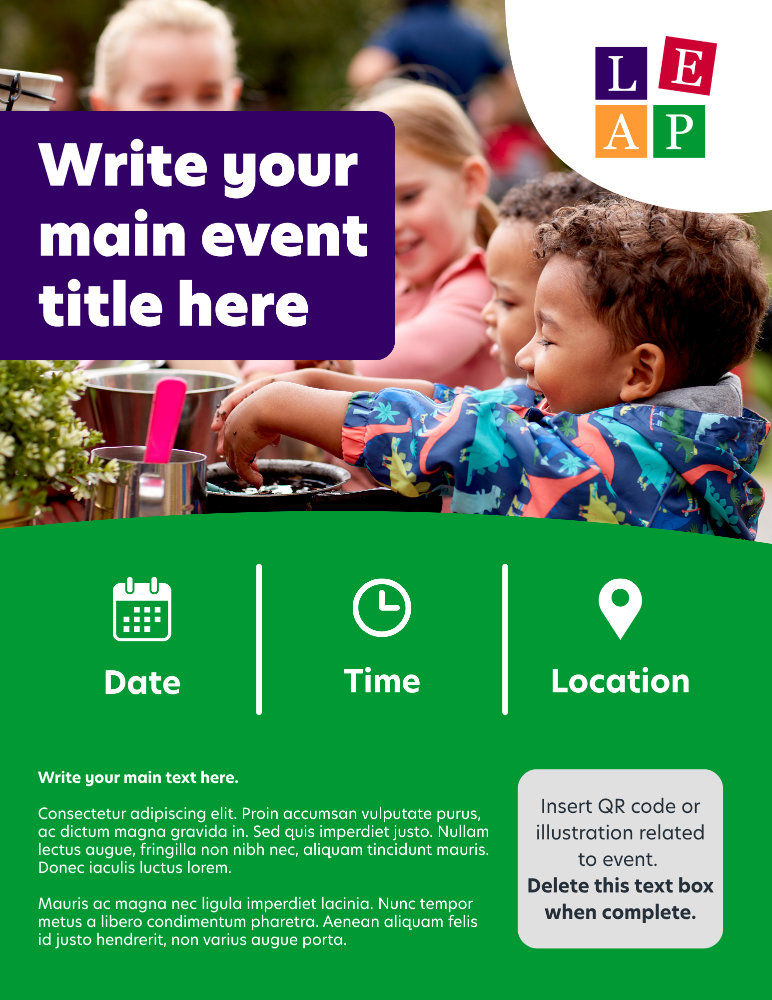 L E
A P
Write your
main event
title here
Date
Time
Location
Write your main text here.
Consectetur adipiscing elit. Proin accumsan vulputate purus,
ac dictum magna gravida in. Sed quis imperdiet justo. Nullam
lectus augue, fringilla non nibh nec, aliquam tincidunt mauris.
Donec iaculis luctus lorem.
Mauris ac magna nec ligula imperdiet lacinia. Nunc tempor
metus a libero condimentum pharetra. Aenean aliquam felis
id justo hendrerit, non varius augue porta.
Insert QR code or
illustration related
to event.
Delete this text box
when complete.